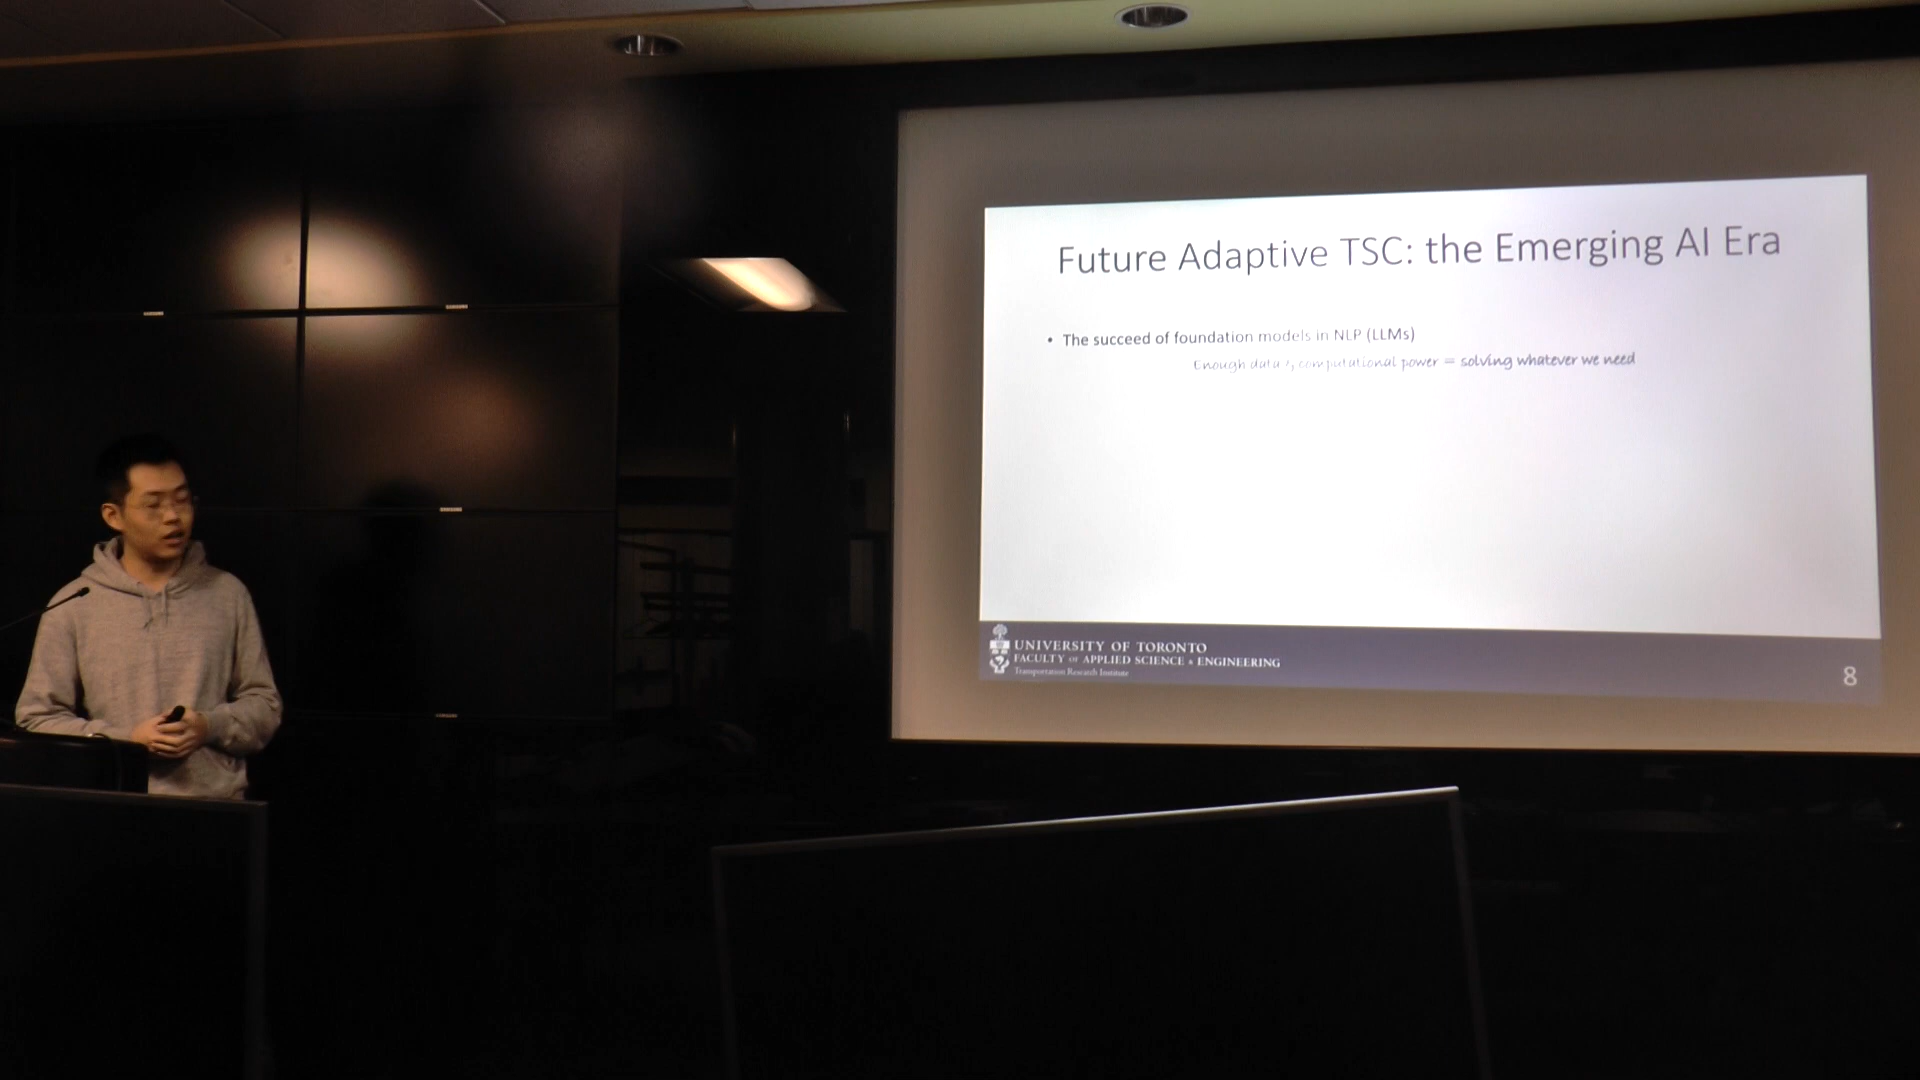 Future Adaptive TSC: the Emerging AI Era
• The succeed of foundation models in NLP (LLMs)
Enough data computational power = solving whatever we need
UNIVERSITY OF TORONTO
FACULTY OF APPLIED SCIENCE & ENGINEERING
Transportation Research Institute
8